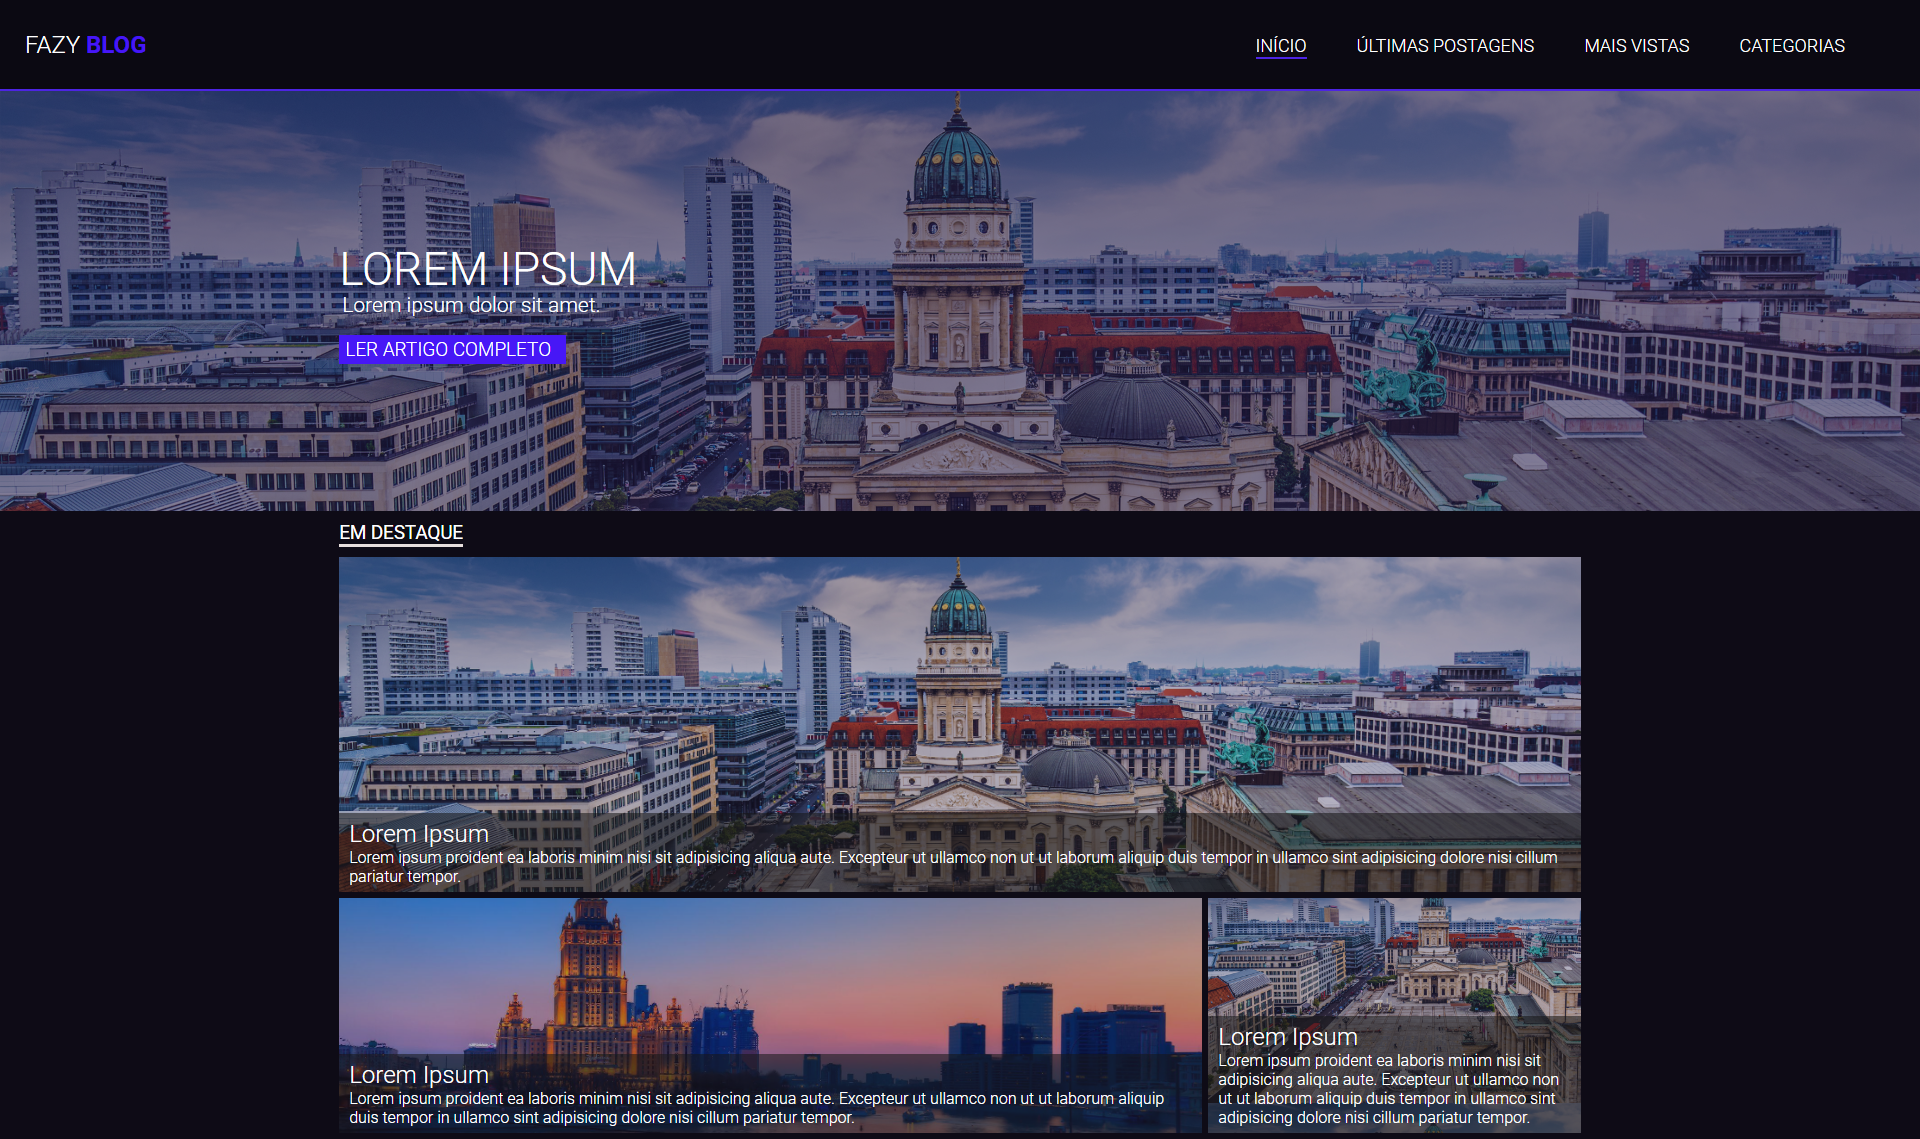 FAZY BLOG
INÍCIO
ÚLTIMAS POSTAGENS
MAIS VISTAS
CATEGORIAS
LOREM IPSUM
Lorem ipsum dolor sit amet.
LER ARTIGO COMPLETO
EM DESTAQUE
Lorem Ipsum
Lorem ipsum proident ea laboris minim nisi sit adipisicing aliqua aute. Excepteur ut ullamco non ut ut laborum aliquip duis tempor in ullamco sint adipisicing dolore nisi cillum
pariatur tempor.
Lorem Ipsum
Lorem ipsum proident ea laboris minim nisi sit adipisicing aliqua aute. Excepteur ut ullamco non ut ut laborum aliquip
duis tempor in ullamco sint adipisicing dolore nisi cillum pariatur tempor.
Lorem Ipsum
Lorem ipsum proident ea laboris minim nisi sit
adipisicing aliqua aute. Excepteur ut ullamco non
ut ut laborum aliquip duis tempor in ullamco sint
adipisicing dolore nisi cillum pariatur tempor.